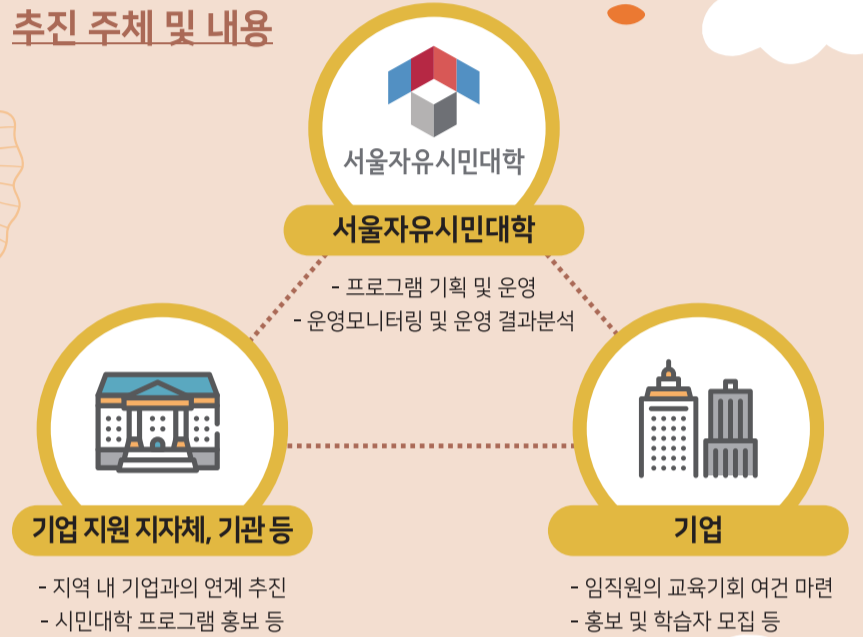 추진 주체 및 내용
서울자유시민대학
서울자유시민대학
- 프로그램 기획 및 운영
- 운영모니터링 및 운영 결과분석
기업 지원 지자체, 기관 등
- 지역 내 기업과의 연계 추진
- 시민대학 프로그램 홍보 등
기업
- 임직원의 교육기회 여건 마련
- 홍보 및 학습자 모집 등